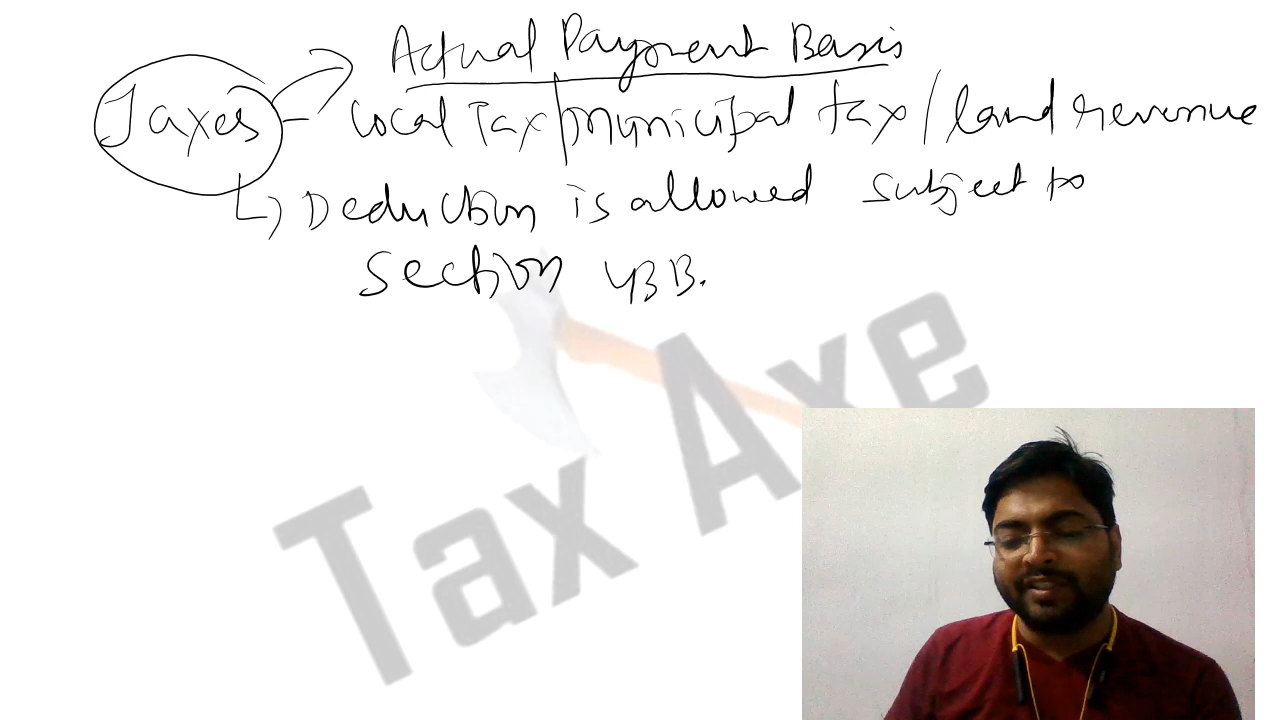 Actual Payment Basis
Taxes - Local Tax/municipal tax/land revenue
Deduction is allowed subject to
Section 43B.
Tax Axe